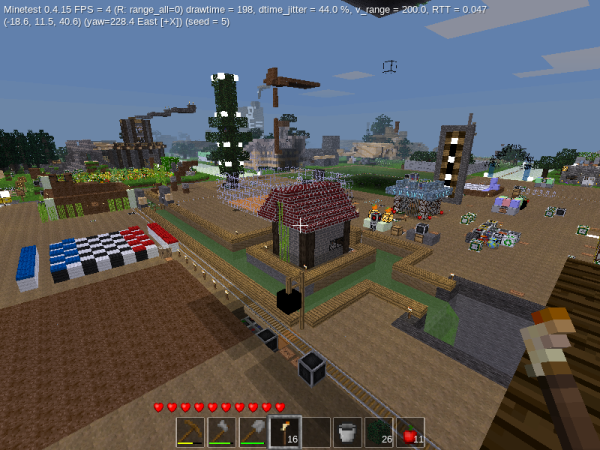 Minetest 0.4.15 FPS = 4 (R: range_all=0) drawtime = 198, dtime_jitter = 44.0 %, v_range = 200.0, RTT = 0.047
(-18.6, 11.5, 40.6) (yaw=228.4 East [+X]) (seed = 5)
16
26
11